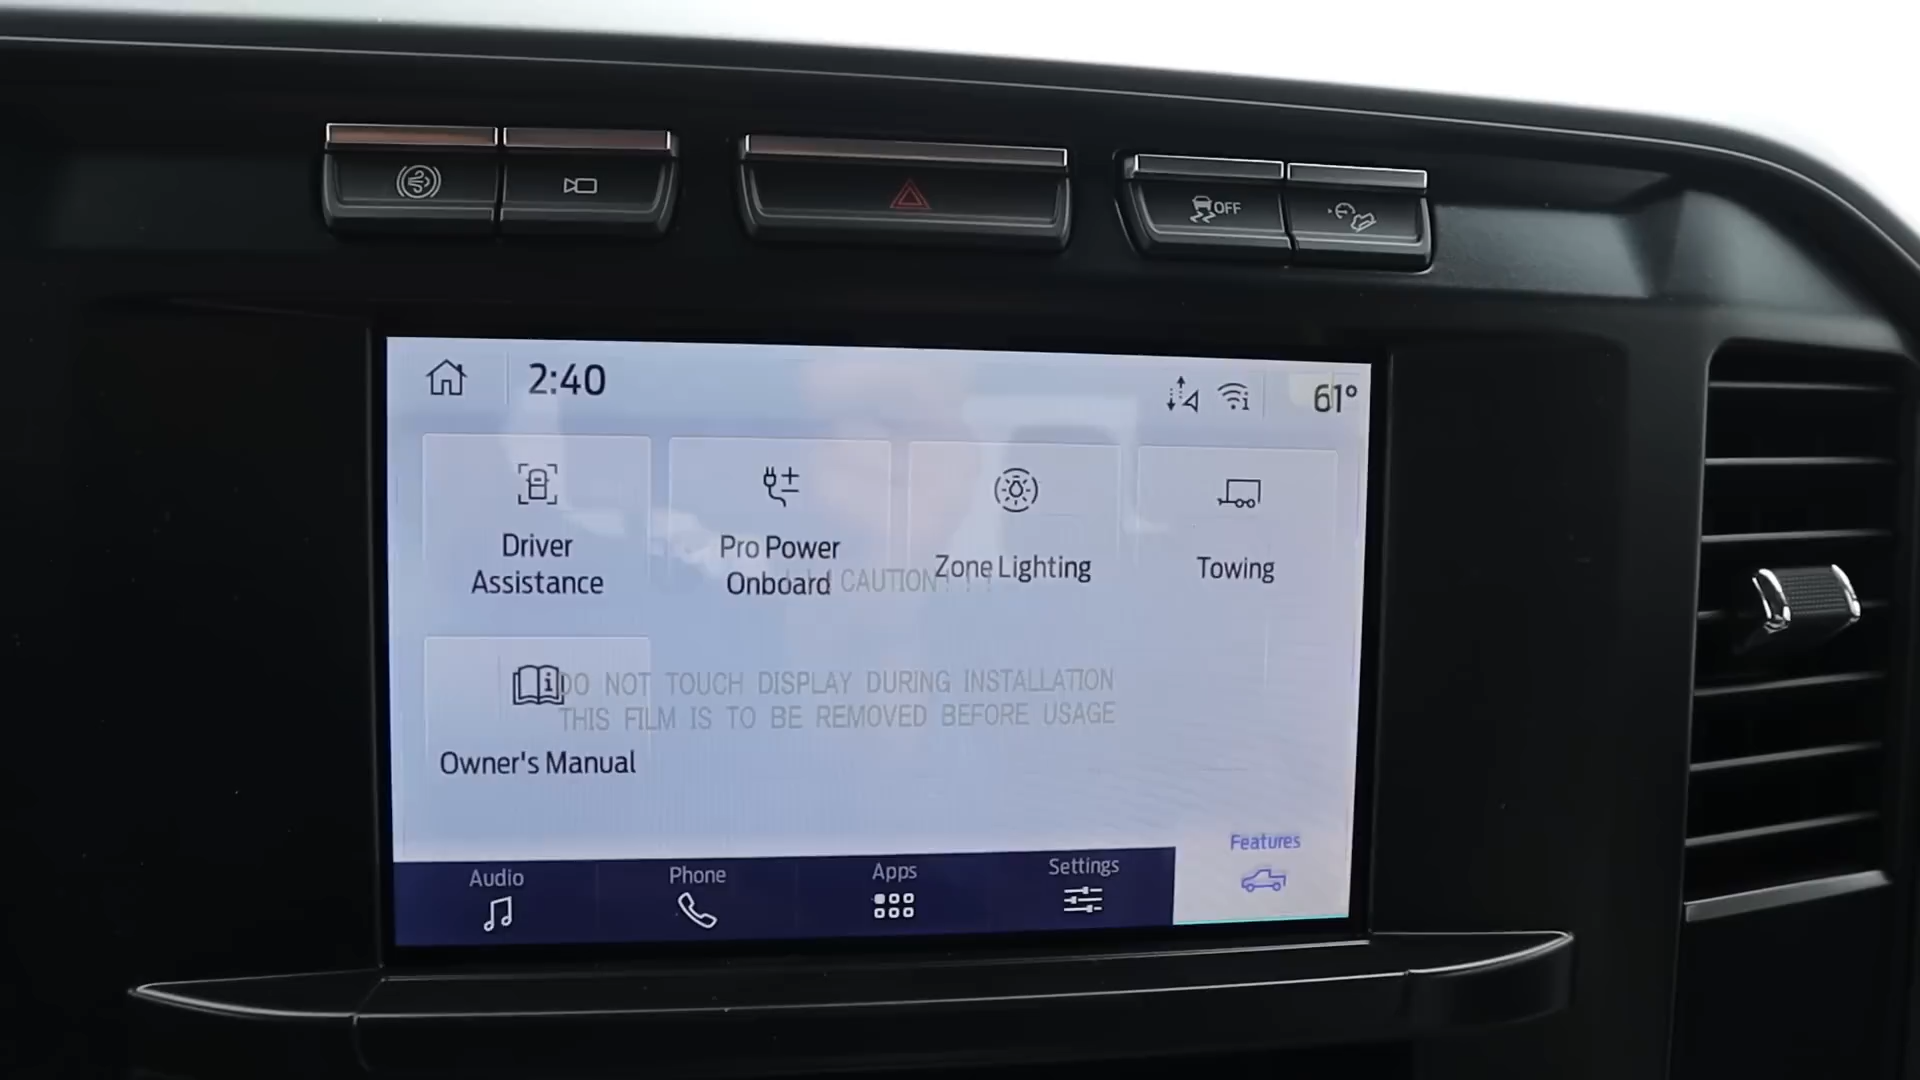 OFF
2:40
61°
Driver
Assistance
Pro Power
Onboard
Zone Lighting
Towing
CAUTION ! !
DO NOT TOUCH DISPLAY DURING INSTALLATION
THIS FILM IS TO BE REMOVED BEFORE USAGE
Owner's Manual
Audio
Phone
Apps
Settings
Features